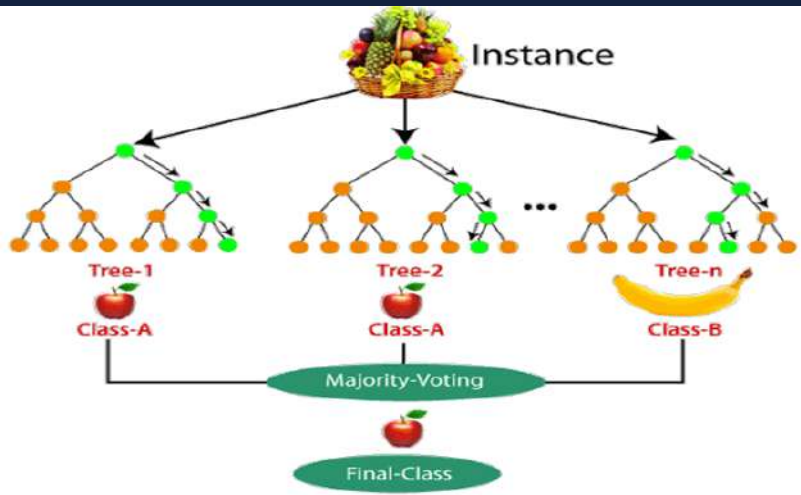 Instance
...
Tree-1
Tree-2
Tree-n
Class-A
Class-A
Class-B
Majority-Voting
Final-Class